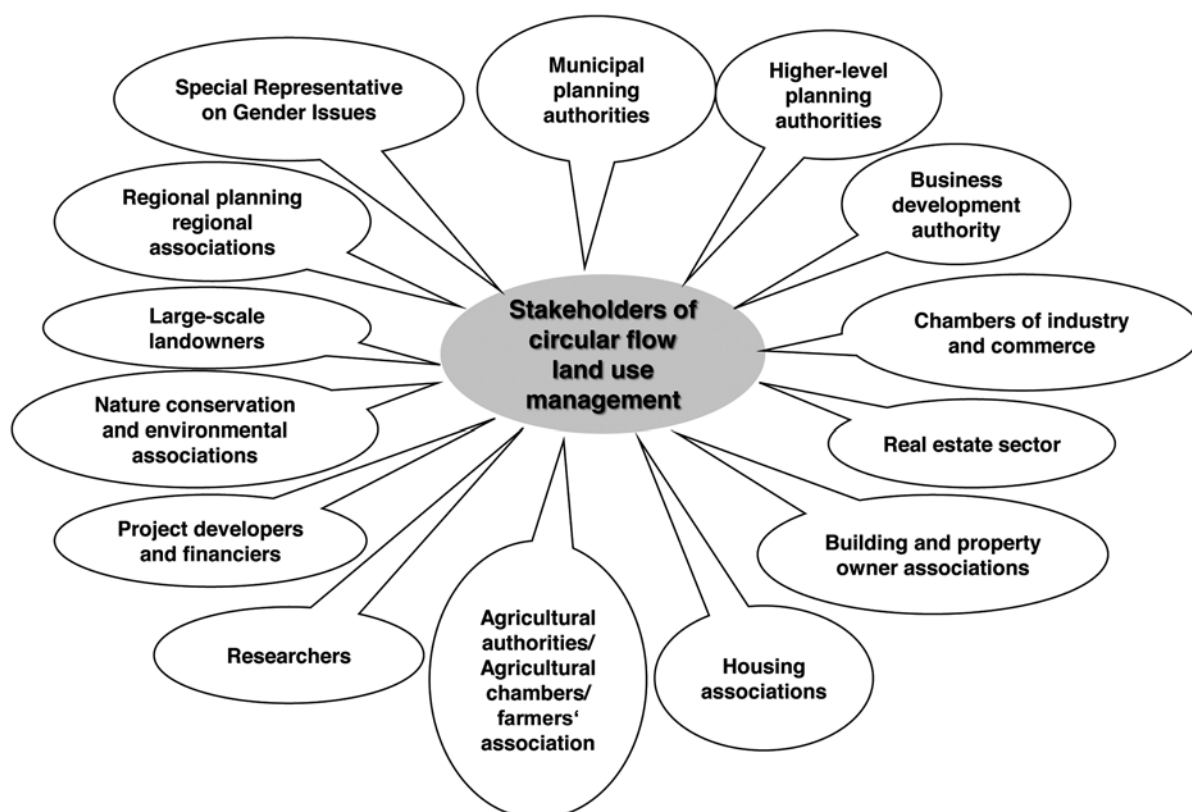 Special Representative
on Gender Issues
Municipal
planning
authorities
Higher-level
planning
authorities
Regional planning
regional
associations
Business
development
authority
Stakeholders of
circular flow
land use
management
Large-scale
landowners
Chambers of industry
and commerce
Nature conservation
and environmental
associations
Real estate sector
Project developers
and financiers
Building and property
owner associations
Researchers
Agricultural
authorities/
Agricultural
chambers/
farmers‘
association
Housing
associations